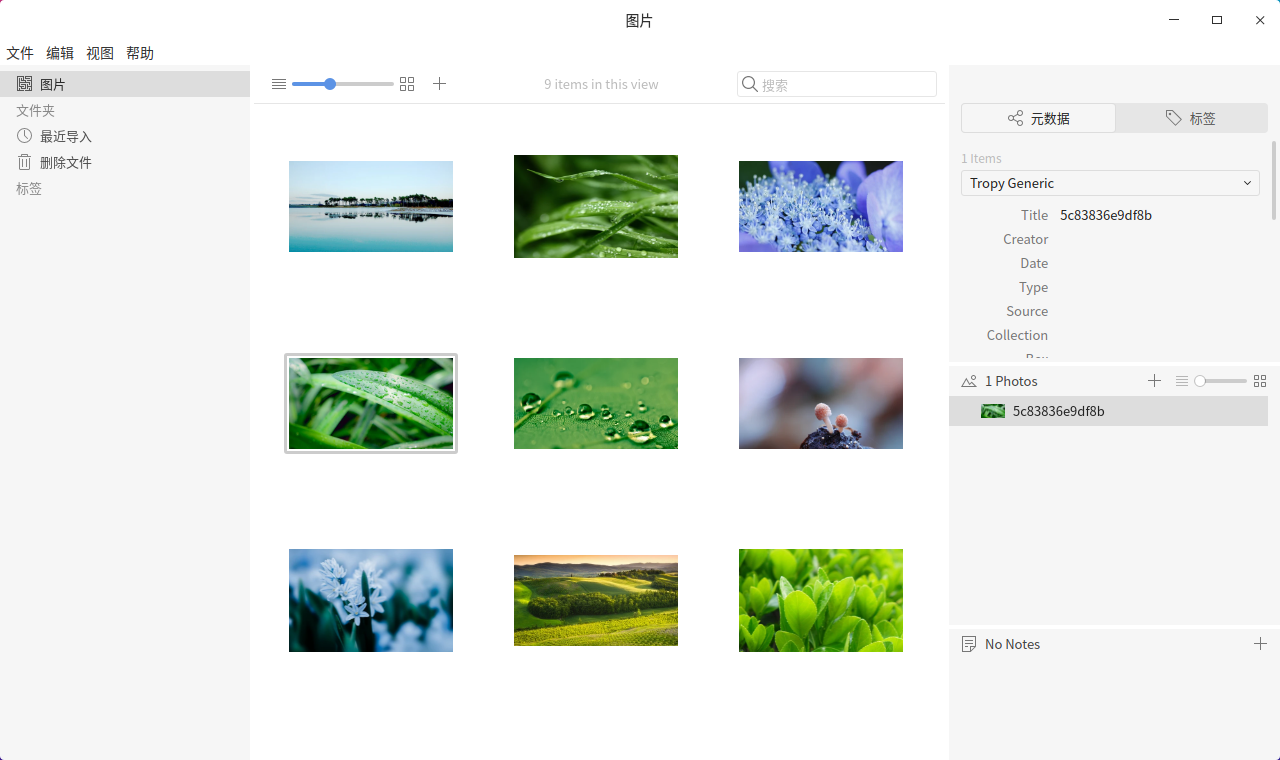 图片
文件 编辑 视图 帮助
图片
文件夹
最近导入
删除文件
标签
9 items in this view
搜索
元数据
标签
1 Items
Tropy Generic
Title 5c83836e9df8b
Creator
Date
Type
Source
Collection
Box
1 Photos
5c83836e9df8b
No Notes